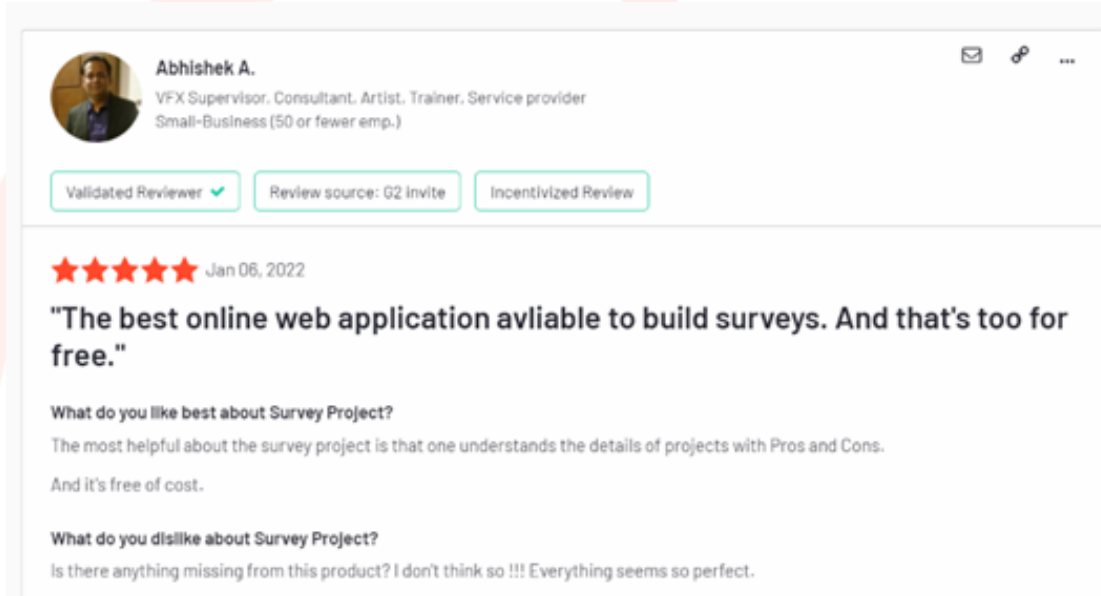 Abhishek A.
VFX Supervisor, Consultant, Artist, Trainer, Service provider
Small-Business (50 or fewer emp.)
Validated Reviewer
Review source: G2 invite
Incentivized Review
Jan 06, 2022
"The best online web application avliable to build surveys. And that's too for
free."
What do you like best about Survey Project?
The most helpful about the survey project is that one understands the details of projects with Pros and Cons.
And it's free of cost.
What do you dislike about Survey Project?
Is there anything missing from this product? I don't think so !!! Everything seems so perfect.